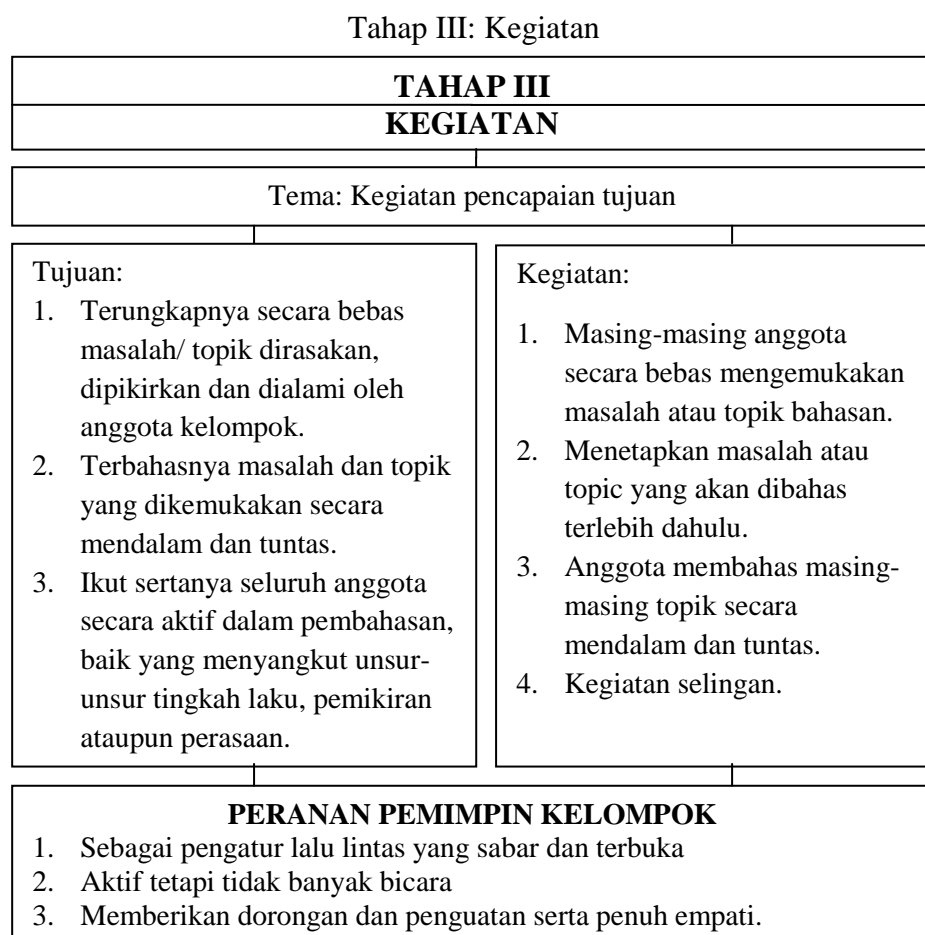 Tahap III: Kegiatan
TAHAP III
KEGIATAN
Tema: Kegiatan pencapaian tujuan
Tujuan:
1. Terungkapnya secara bebas
masalah/ topik dirasakan,
dipikirkan dan dialami oleh
anggota kelompok.
2. Terbahasnya masalah dan topik
yang dikemukakan secara
mendalam dan tuntas.
3. Ikut sertanya seluruh anggota
secara aktif dalam pembahasan,
baik yang menyangkut unsur-
unsur tingkah laku, pemikiran
ataupun perasaan.
Kegiatan:
1. Masing-masing anggota
secara bebas mengemukakan
masalah atau topik bahasan.
2. Menetapkan masalah atau
topic yang akan dibahas
terlebih dahulu.
3. Anggota membahas masing-
masing topik secara
mendalam dan tuntas.
4. Kegiatan selingan.
PERANAN PEMIMPIN KELOMPOK
1. Sebagai pengatur lalu lintas yang sabar dan terbuka
2. Aktif tetapi tidak banyak bicara
3. Memberikan dorongan dan penguatan serta penuh empati.